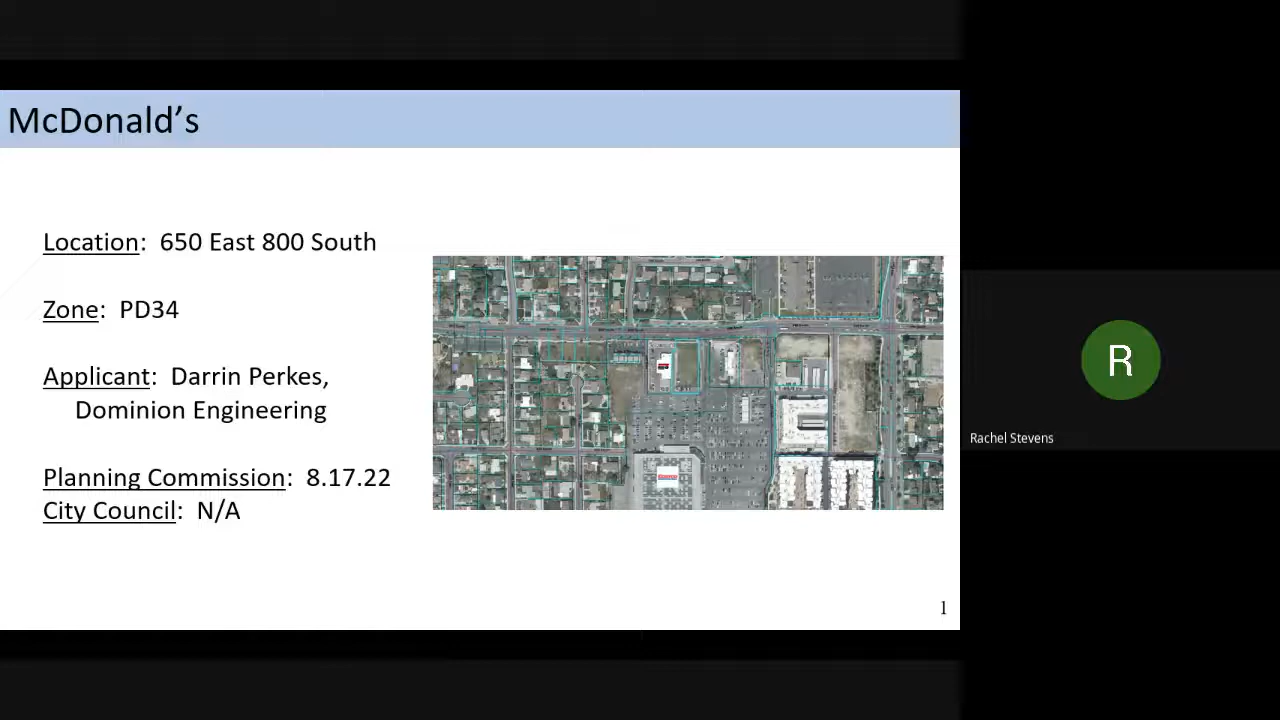 McDonald's
Location: 650 East 800 South
Zone: PD34
Applicant: Darrin Perkes,
Dominion Engineering
Planning Commission: 8.17.22
City Council: N/A
1
R
Rachel Stevens